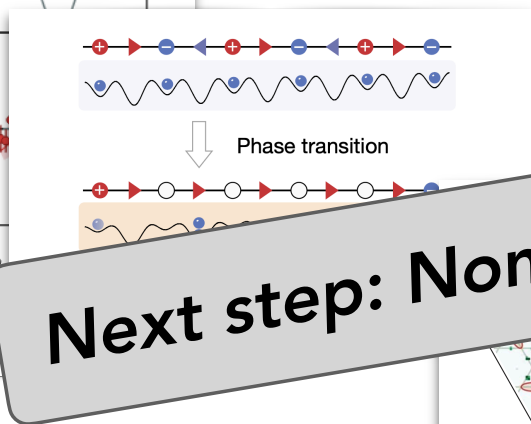 + − + − + −
Phase transition
+ −
Next step: Non